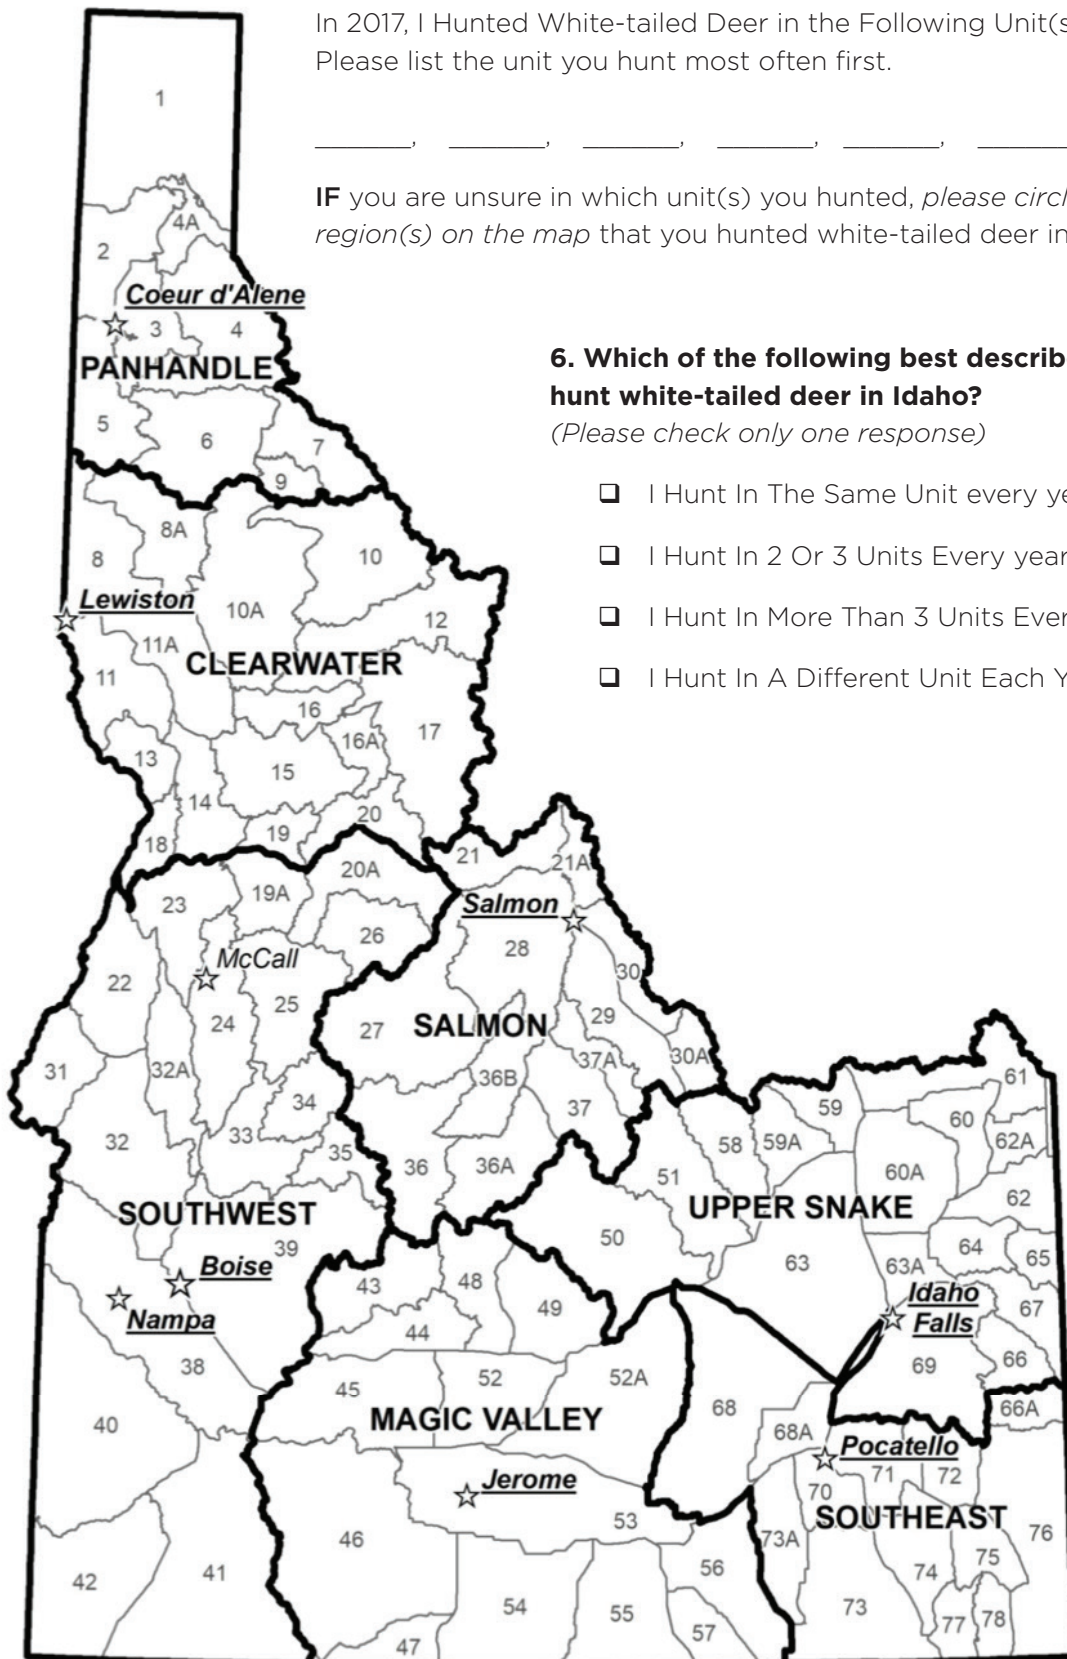 In 2017, I Hunted White-tailed Deer in the Following Unit(s
Please list the unit you hunt most often first.
______, ______, ______, ______, ______, ______
IF you are unsure in which unit(s) you hunted, please circl
region(s) on the map that you hunted white-tailed deer in
6. Which of the following best describ
hunt white-tailed deer in Idaho?
(Please check only one response)
❑ I Hunt In The Same Unit every ye
❑ I Hunt In 2 Or 3 Units Every year
❑ I Hunt In More Than 3 Units Ever
❑ I Hunt In A Different Unit Each Y
1
4A
2
Coeur d'Alene
3
4
PANHANDLE
5
6
7
9
8A
8
10
Lewiston
10A
12
11A
CLEARWATER
11
16
17
16A
13
15
14
20
19
18
21
21A
20A
19A
23
Salmon
26
28
McCall
22
30
25
24
27
SALMON
29
31
32A
37A
30A
36B
61
34
37
59
60
33
32
58
59A
62A
35
36
36A
51
60A
62
SOUTHWEST
UPPER SNAKE
39
50
64
65
Boise
63
63A
43
48
49
Idaho
Falls
67
Nampa
44
38
66
69
45
52
52A
68
66A
40
MAGIC VALLEY
68A
Pocatello
71
72
Jerome
70
53
SOUTHEAST
46
73A
76
75
41
42
56
74
54
55
73
77
78
57
47